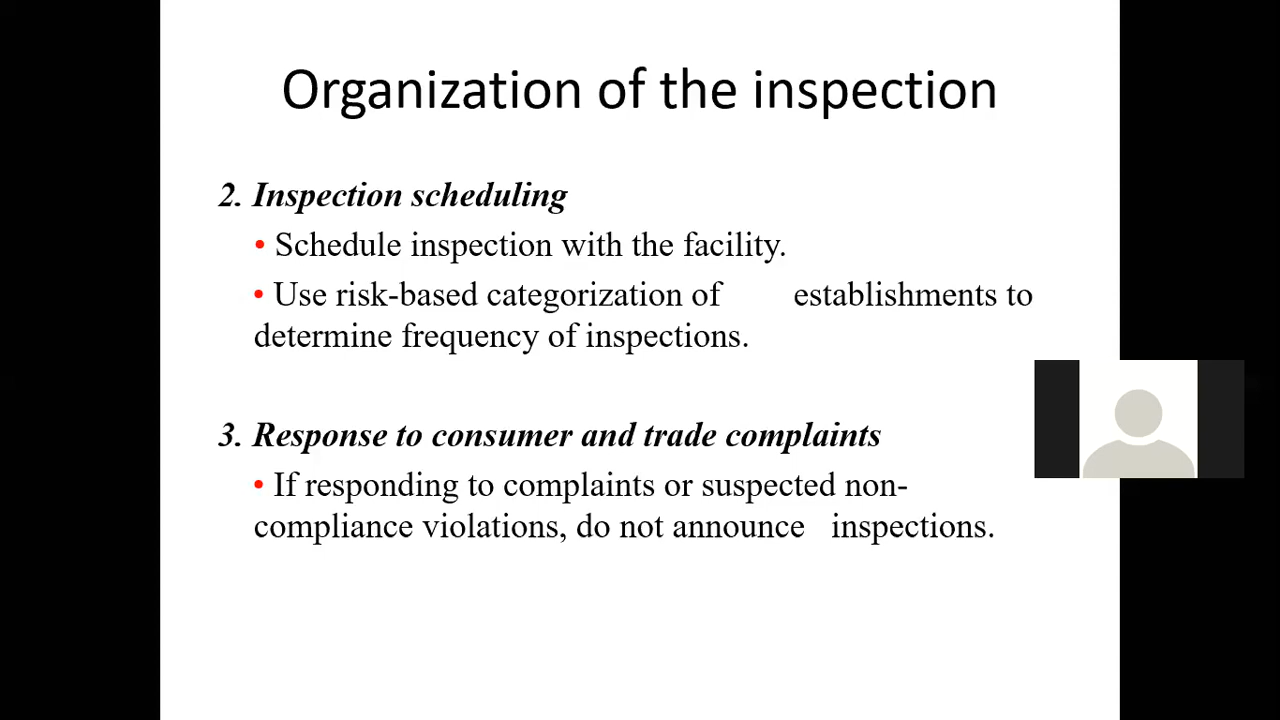 Organization of the inspection
2. Inspection scheduling
• Schedule inspection with the facility.
• Use risk-based categorization of establishments to
determine frequency of inspections.
3. Response to consumer and trade complaints
• If responding to complaints or suspected non-
compliance violations, do not announce inspections.